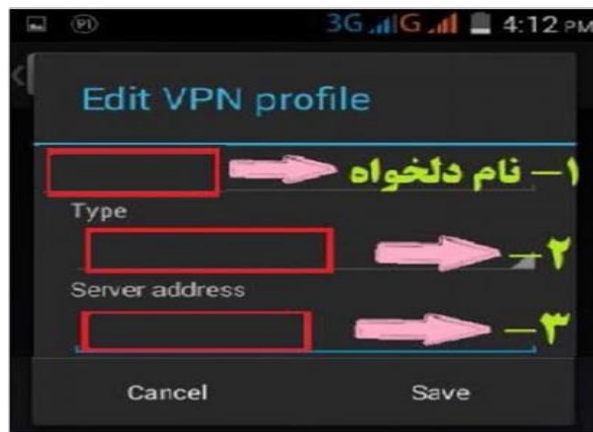 3G G 4:12 PM
Edit VPN profile
۱– نام دلخواه
Type
۲–
Server address
۳–
Cancel Save